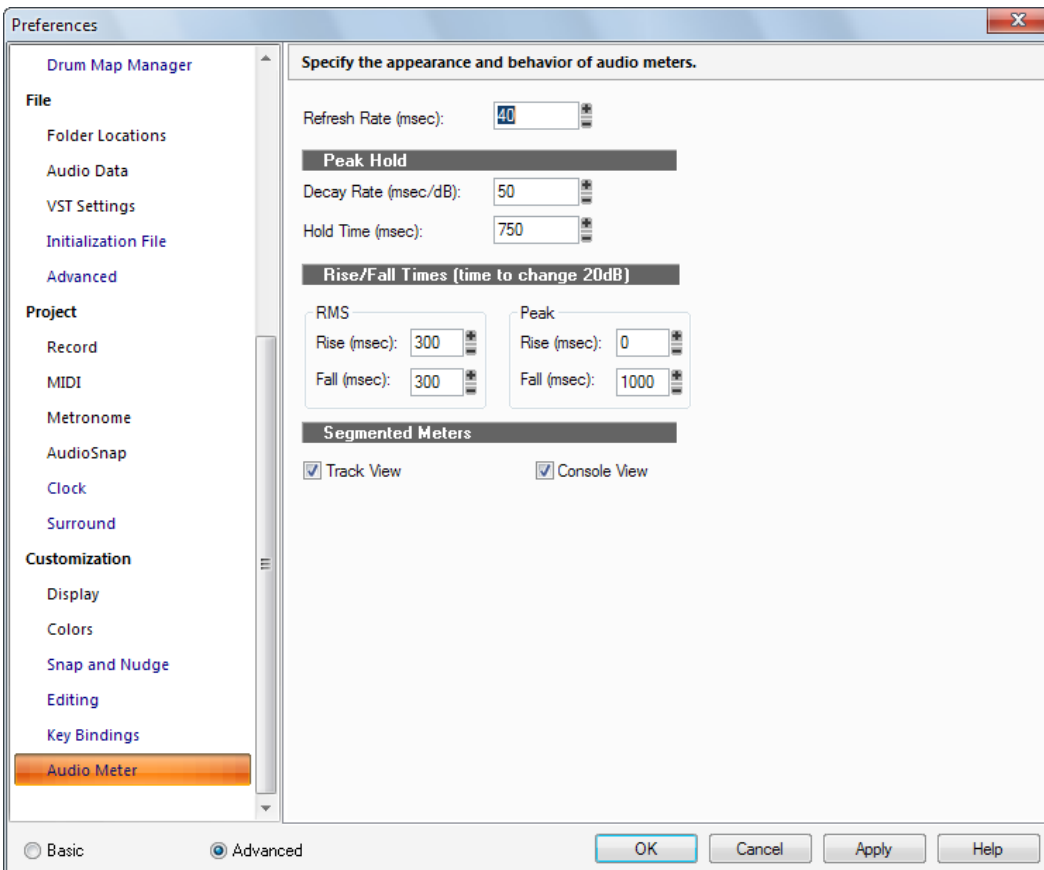 Preferences
Drum Map Manager
File
Folder Locations
Audio Data
VST Settings
Initialization File
Advanced
Project
Record
MIDI
Metronome
AudioSnap
Clock
Surround
Customization
Display
Colors
Snap and Nudge
Editing
Key Bindings
Audio Meter
Specify the appearance and behavior of audio meters.
Refresh Rate (msec): 40
Peak Hold
Decay Rate (msec/dB): 50
Hold Time (msec): 750
Rise/Fall Times (time to change 20dB)
RMS
Rise (msec): 300
Fall (msec): 300
Peak
Rise (msec): 0
Fall (msec): 1000
Segmented Meters
Track View Console View
Basic Advanced OK Cancel Apply Help